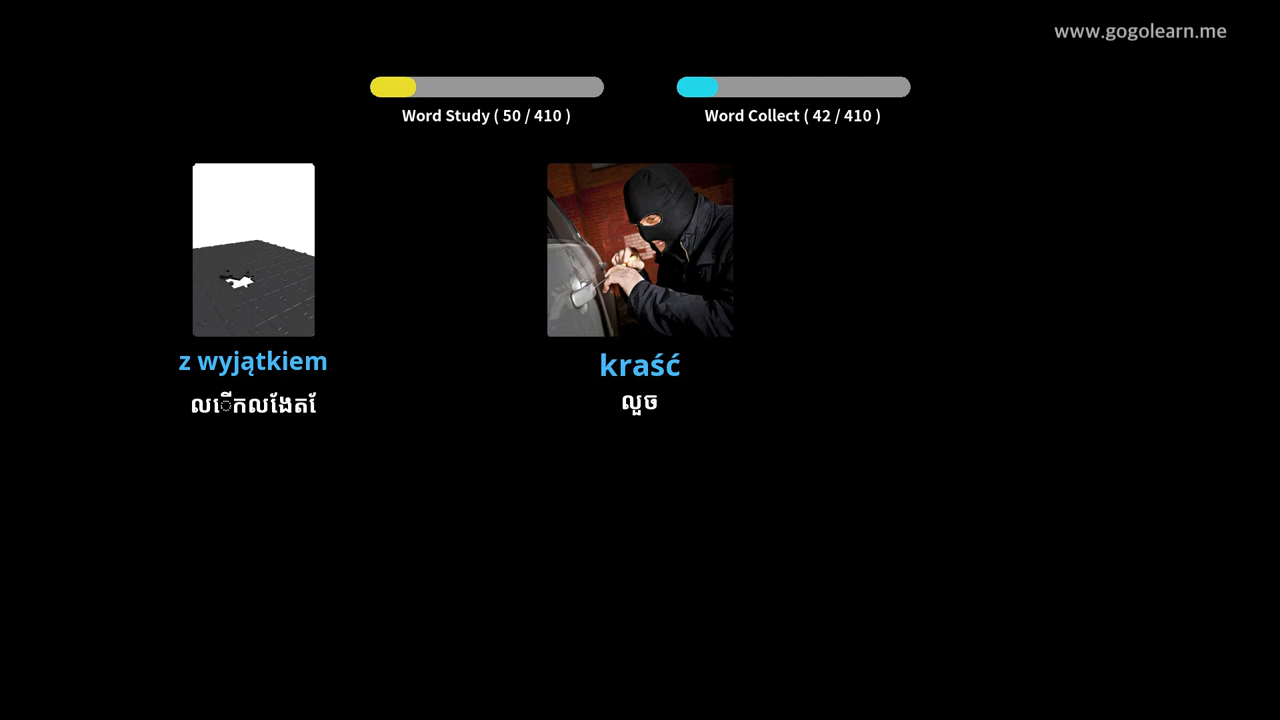 www.gogolearn.me
Word Study ( 50 / 410 )
Word Collect ( 42 / 410 )
z wyjątkiem
លើកលែងតែ
kraść
លួច